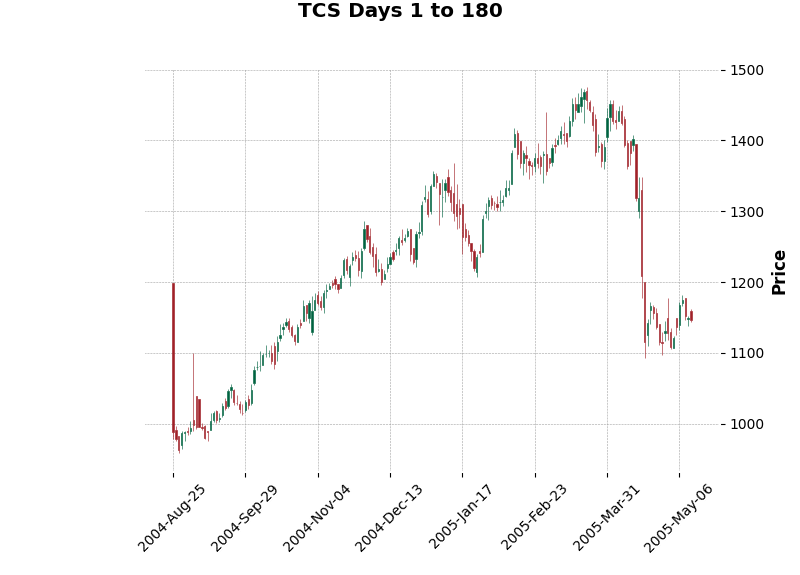 TCS Days 1 to 180
1500
1400
1300
1200
1100
1000
Price
2004-Aug-25
2004-Sep-29
2004-Nov-04
2004-Dec-13
2005-Jan-17
2005-Feb-23
2005-Mar-31
2005-May-06